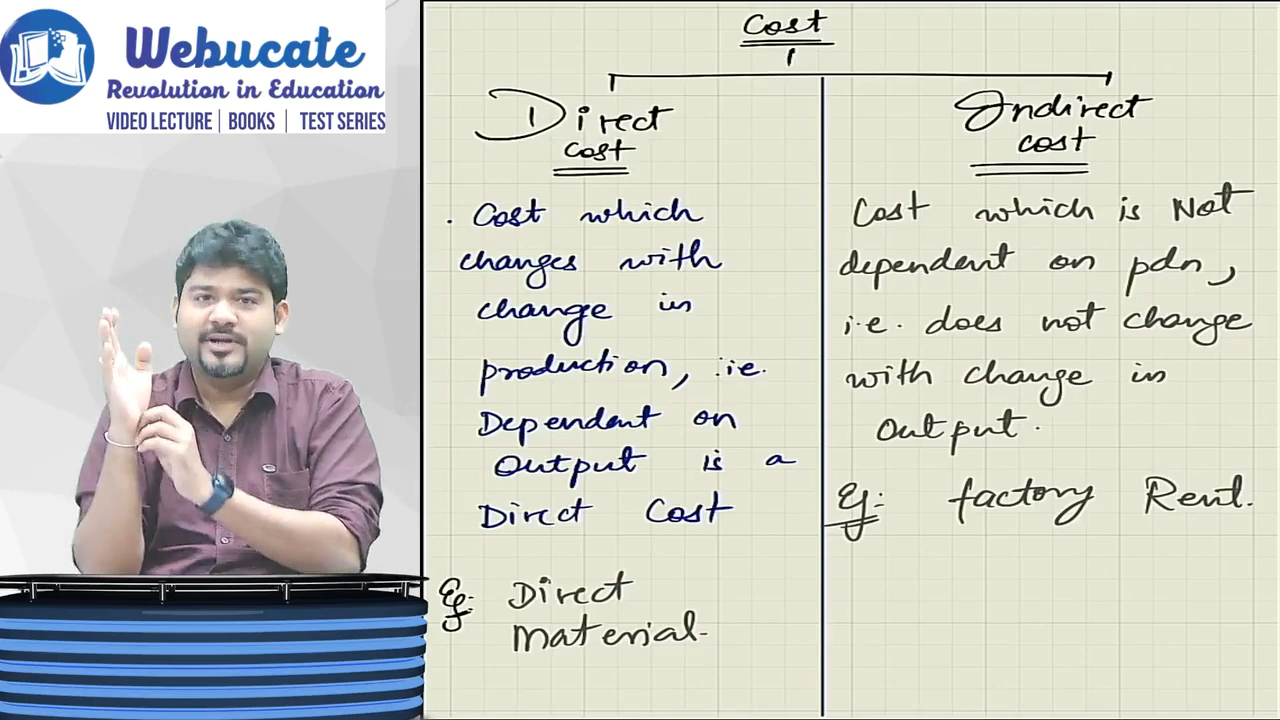 Webucate
Revolution in Education
VIDEO LECTURE | BOOKS | TEST SERIES
Cost
Direct
cost
. Cost which
changes with
change in
production, i.e.
Dependent on
Output is a
Direct Cost
Eg: Direct
Material.
Indirect
cost
Cost which is Not
dependent on pdn,
i.e. does not change
with change in
output.
Eg: factory Rent.